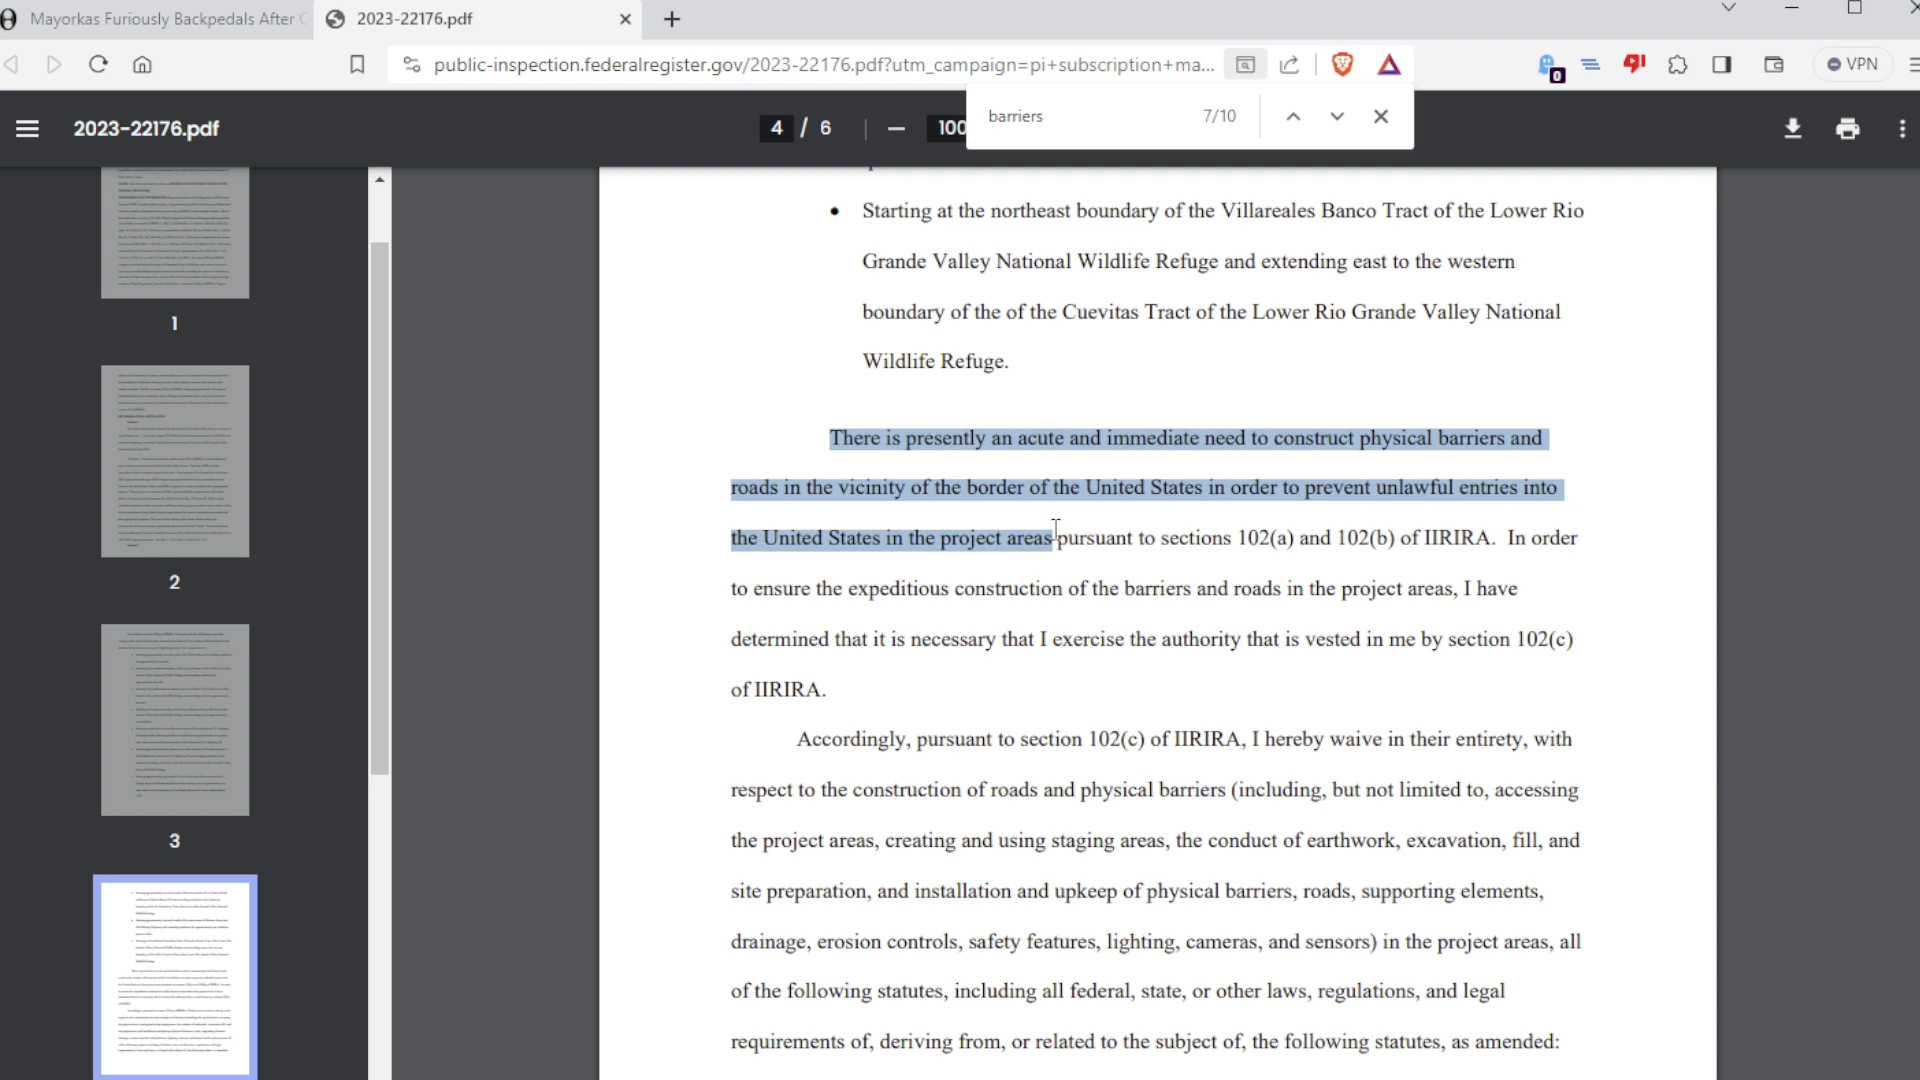 Mayorkas Furiously Backpedals After
2023-22176.pdf
public-inspection.federalregister.gov/2023-22176.pdf?utm_campaign=pi+subscription+ma...
0
VPN
2023-22176.pdf
4 / 6
100
barriers
7/10
1
2
3
• Starting at the northeast boundary of the Villareales Banco Tract of the Lower Rio
Grande Valley National Wildlife Refuge and extending east to the western
boundary of the of the Cuevitas Tract of the Lower Rio Grande Valley National
Wildlife Refuge.
There is presently an acute and immediate need to construct physical barriers and
roads in the vicinity of the border of the United States in order to prevent unlawful entries into
the United States in the project areas pursuant to sections 102(a) and 102(b) of IIRIRA. In order
to ensure the expeditious construction of the barriers and roads in the project areas, I have
determined that it is necessary that I exercise the authority that is vested in me by section 102(c)
of IIRIRA.
Accordingly, pursuant to section 102(c) of IIRIRA, I hereby waive in their entirety, with
respect to the construction of roads and physical barriers (including, but not limited to, accessing
the project areas, creating and using staging areas, the conduct of earthwork, excavation, fill, and
site preparation, and installation and upkeep of physical barriers, roads, supporting elements,
drainage, erosion controls, safety features, lighting, cameras, and sensors) in the project areas, all
of the following statutes, including all federal, state, or other laws, regulations, and legal
requirements of, deriving from, or related to the subject of, the following statutes, as amended: